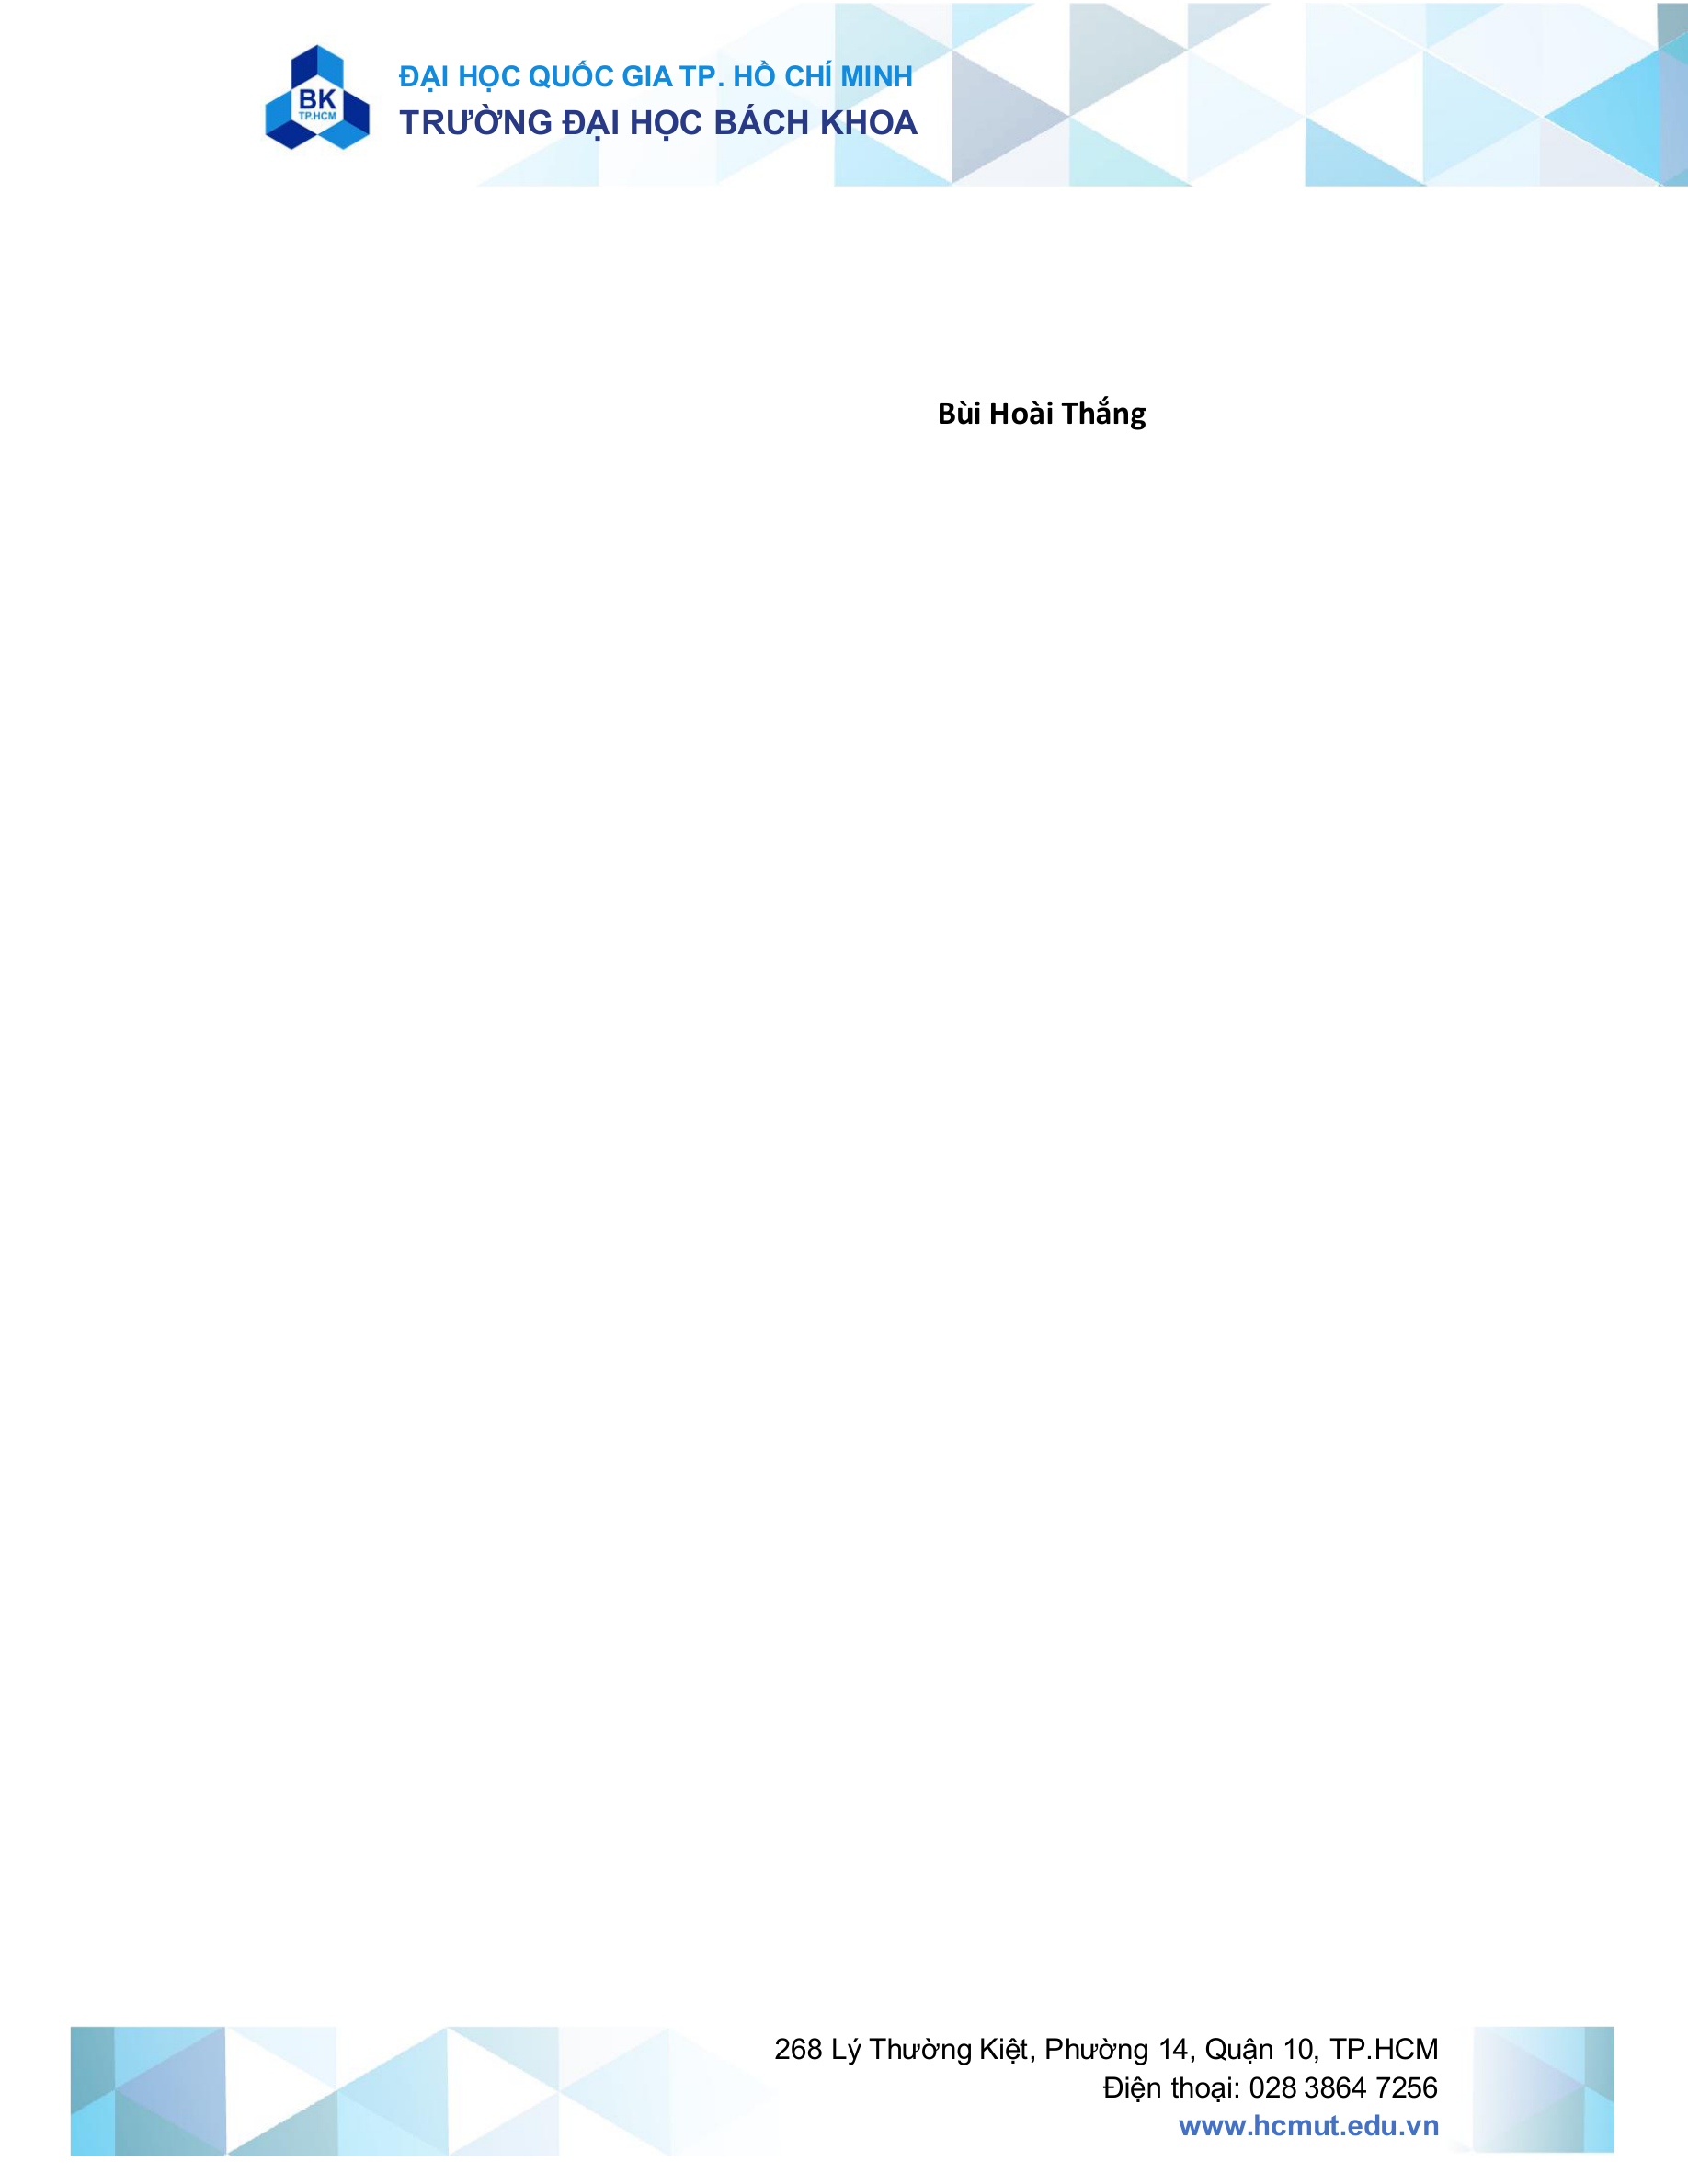 BK
TP.HCM
ĐẠI HỌC QUỐC GIA TP. HỒ CHÍ MINH
TRƯỜNG ĐẠI HỌC BÁCH KHOA
Bùi Hoài Thắng
268 Lý Thường Kiệt, Phường 14, Quận 10, TP.HCM
Điện thoại: 028 3864 7256
www.hcmut.edu.vn